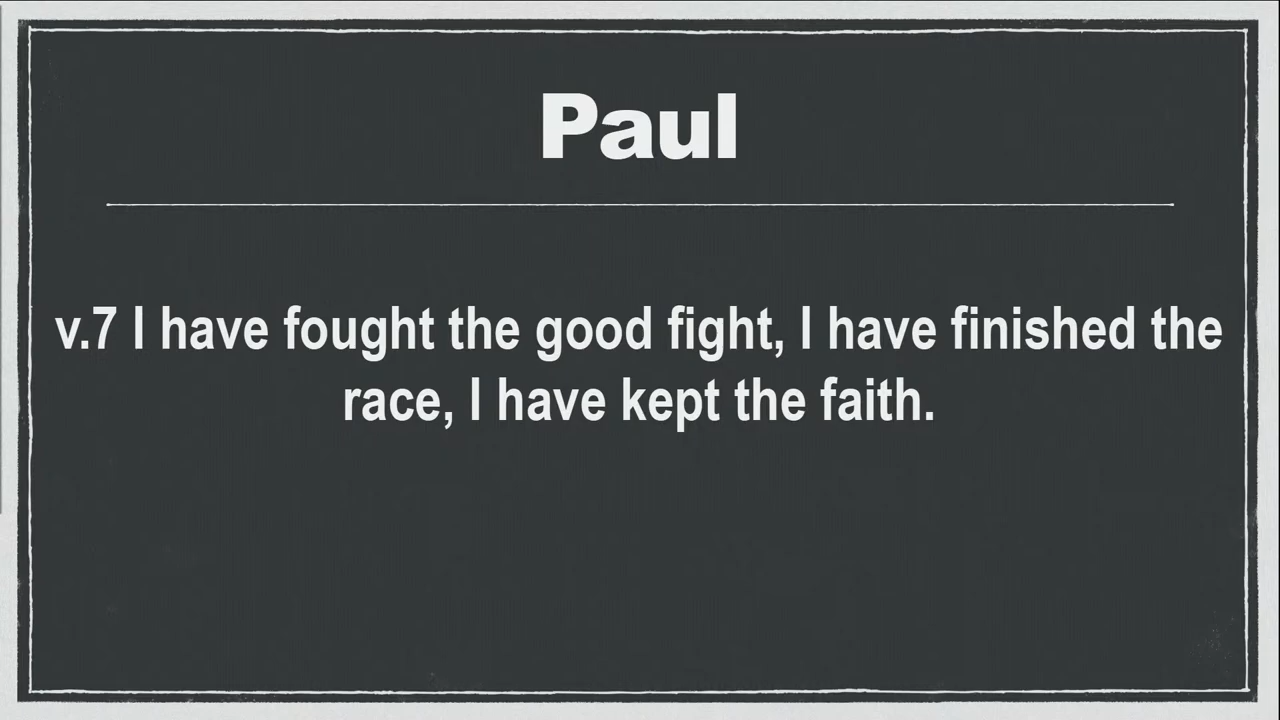 Paul
v.7 I have fought the good fight, I have finished the
race, I have kept the faith.